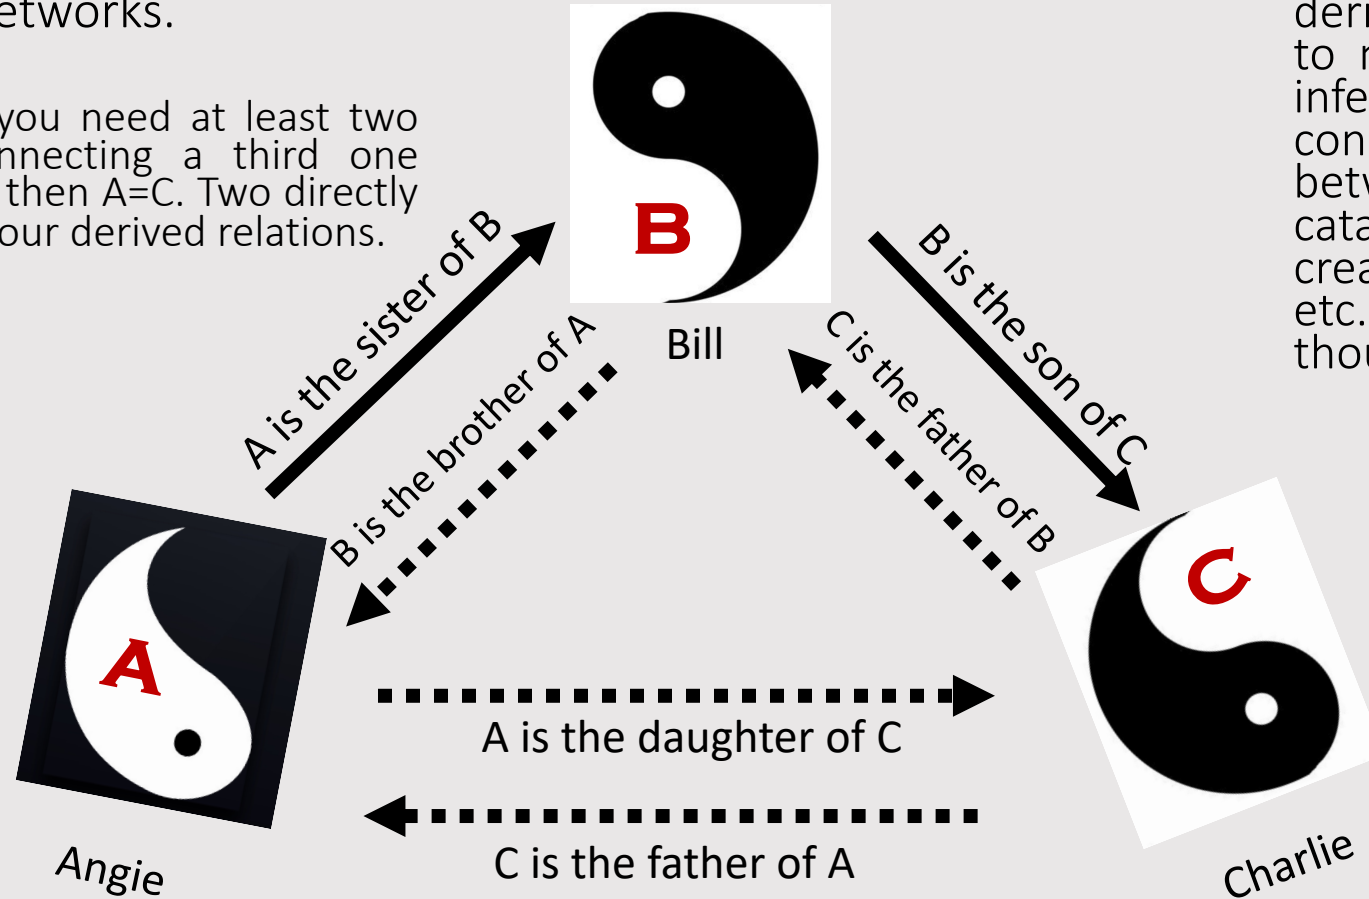 etworks.
you need at least two
nnecting a third one
then A=C. Two directly
our derived relations.
B
Bill
A is the sister of B
B is the brother of A
B is the son of C
C is the father of B
A
Angie
C
Charlie
A is the daughter of C
C is the father of A
to
infe
con
betw
cata
crea
etc.
thou